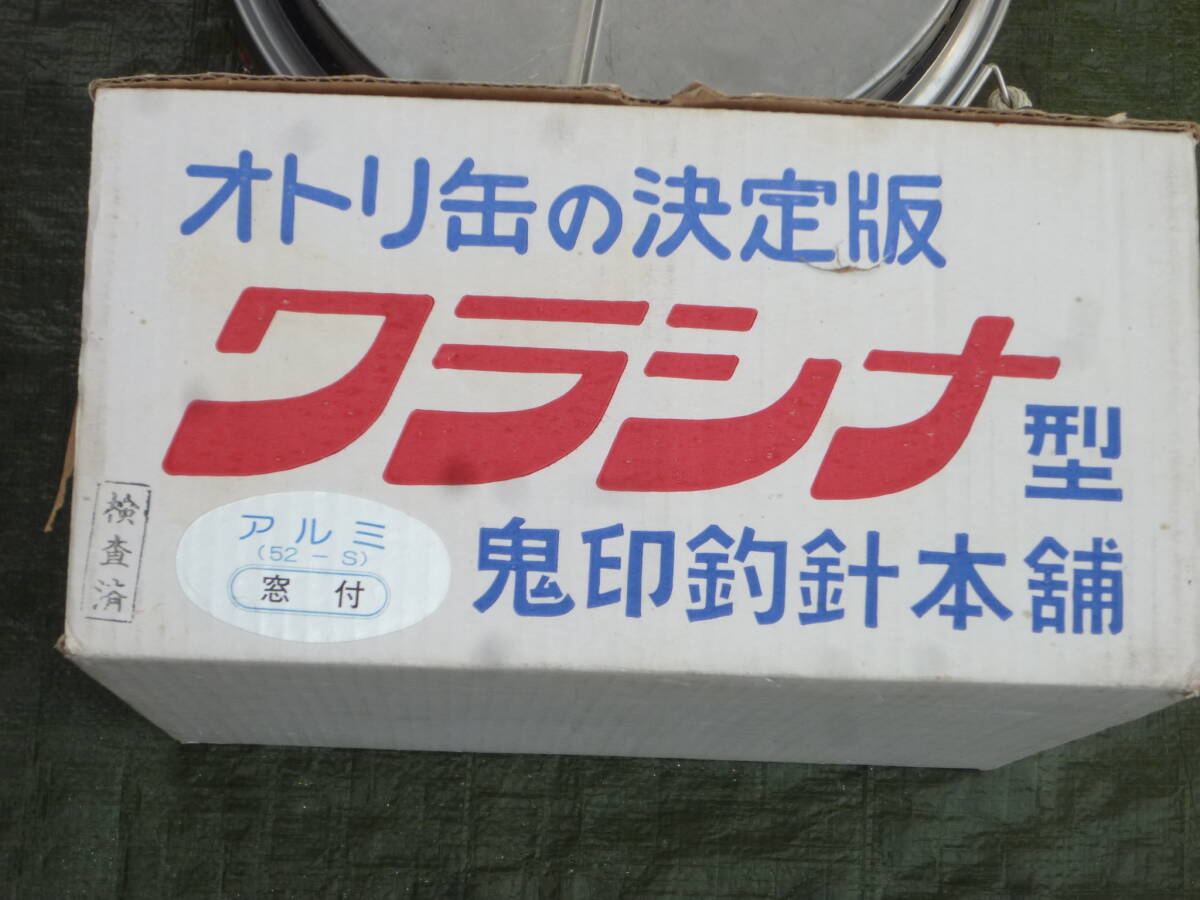 オトリ缶の決定版
ワラシナ型
鬼印釣針本舗
アルミ
(52-S)
窓付
検査済